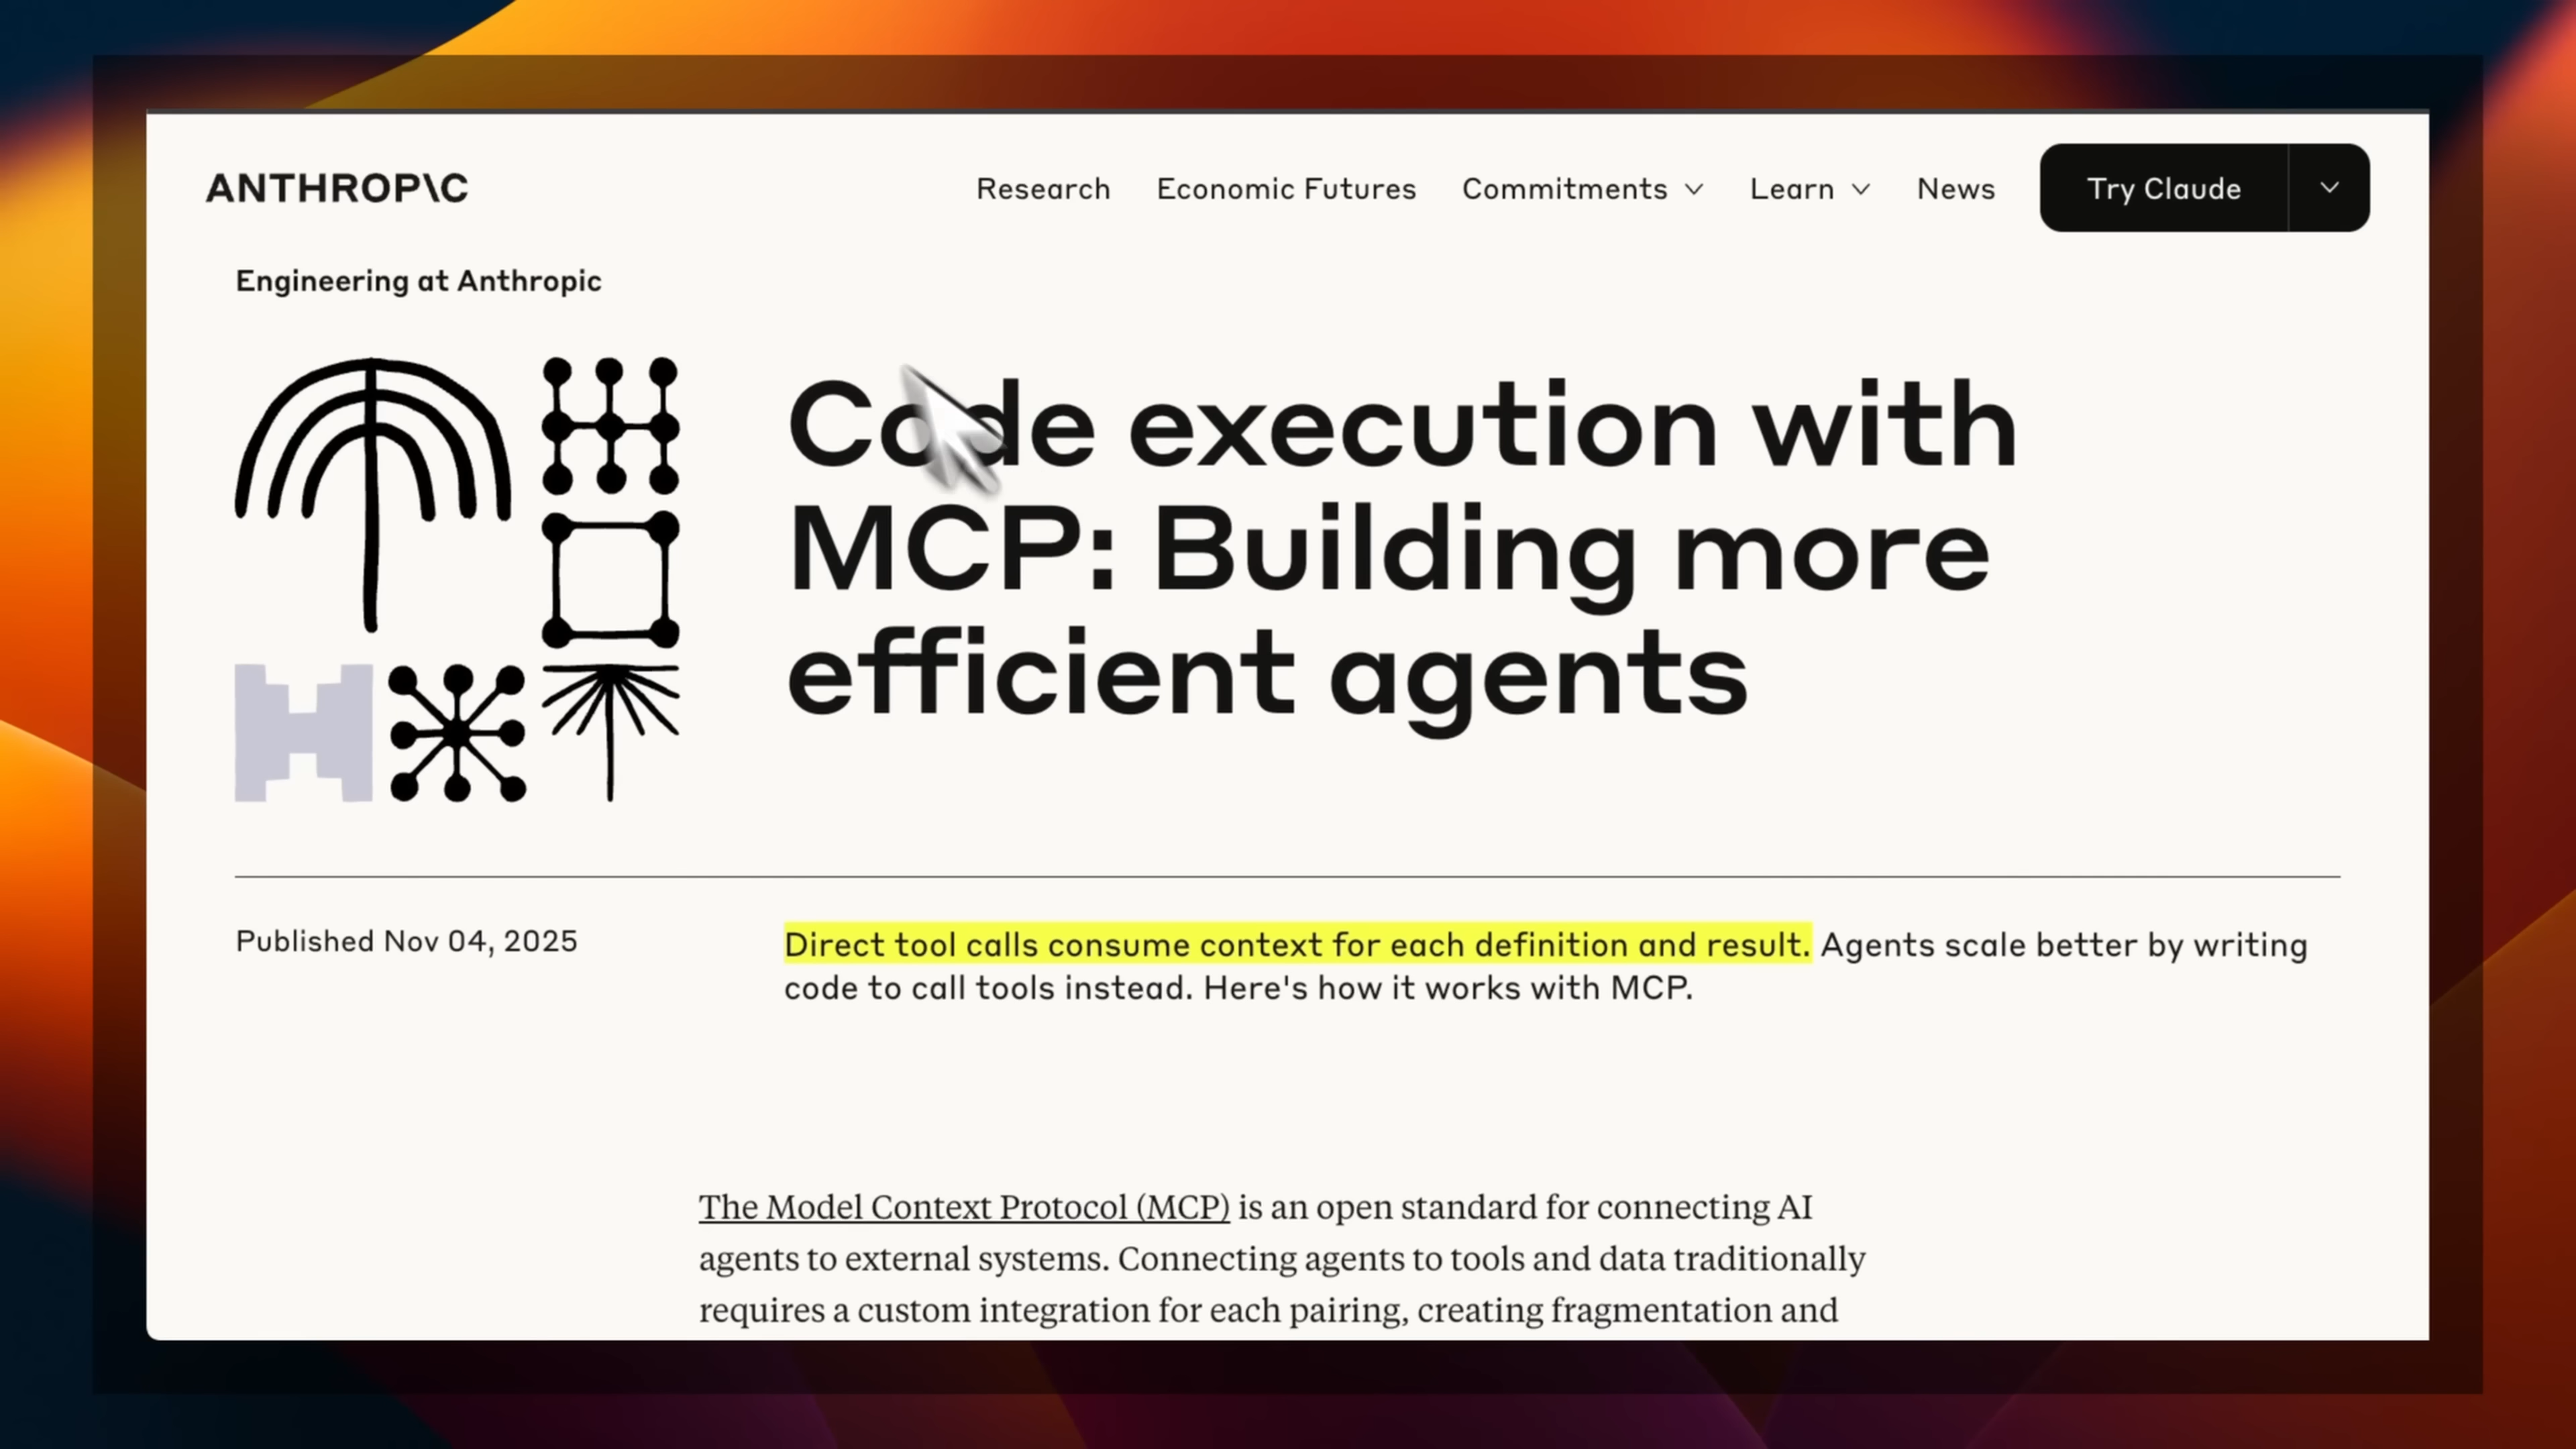 ANTHROP\C
Research Economic Futures Commitments Learn News Try Claude
Engineering at Anthropic
Code execution with
MCP: Building more
efficient agents
Published Nov 04, 2025
Direct tool calls consume context for each definition and result. Agents scale better by writing
code to call tools instead. Here's how it works with MCP.
The Model Context Protocol (MCP) is an open standard for connecting AI
agents to external systems. Connecting agents to tools and data traditionally
requires a custom integration for each pairing, creating fragmentation and